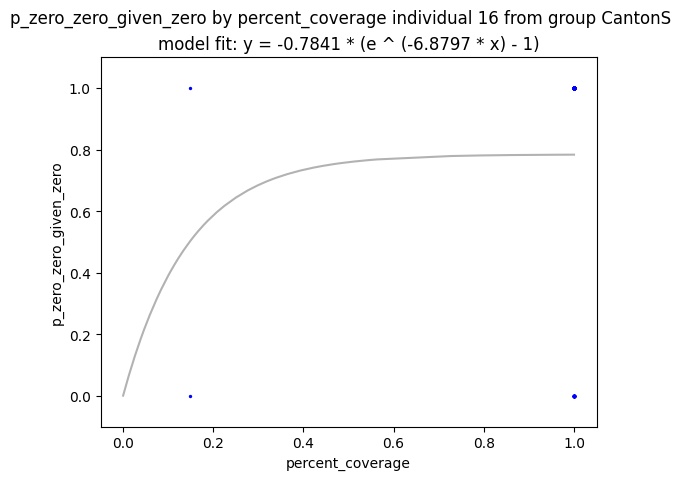 p_zero_zero_given_zero by percent_coverage individual 16 from group CantonS
model fit: y = -0.7841 * (e ^ (-6.8797 * x) - 1)
1.0
0.8
0.6
0.4
0.2
0.0
p_zero_zero_given_zero
0.0 0.2 0.4 0.6 0.8 1.0
percent_coverage